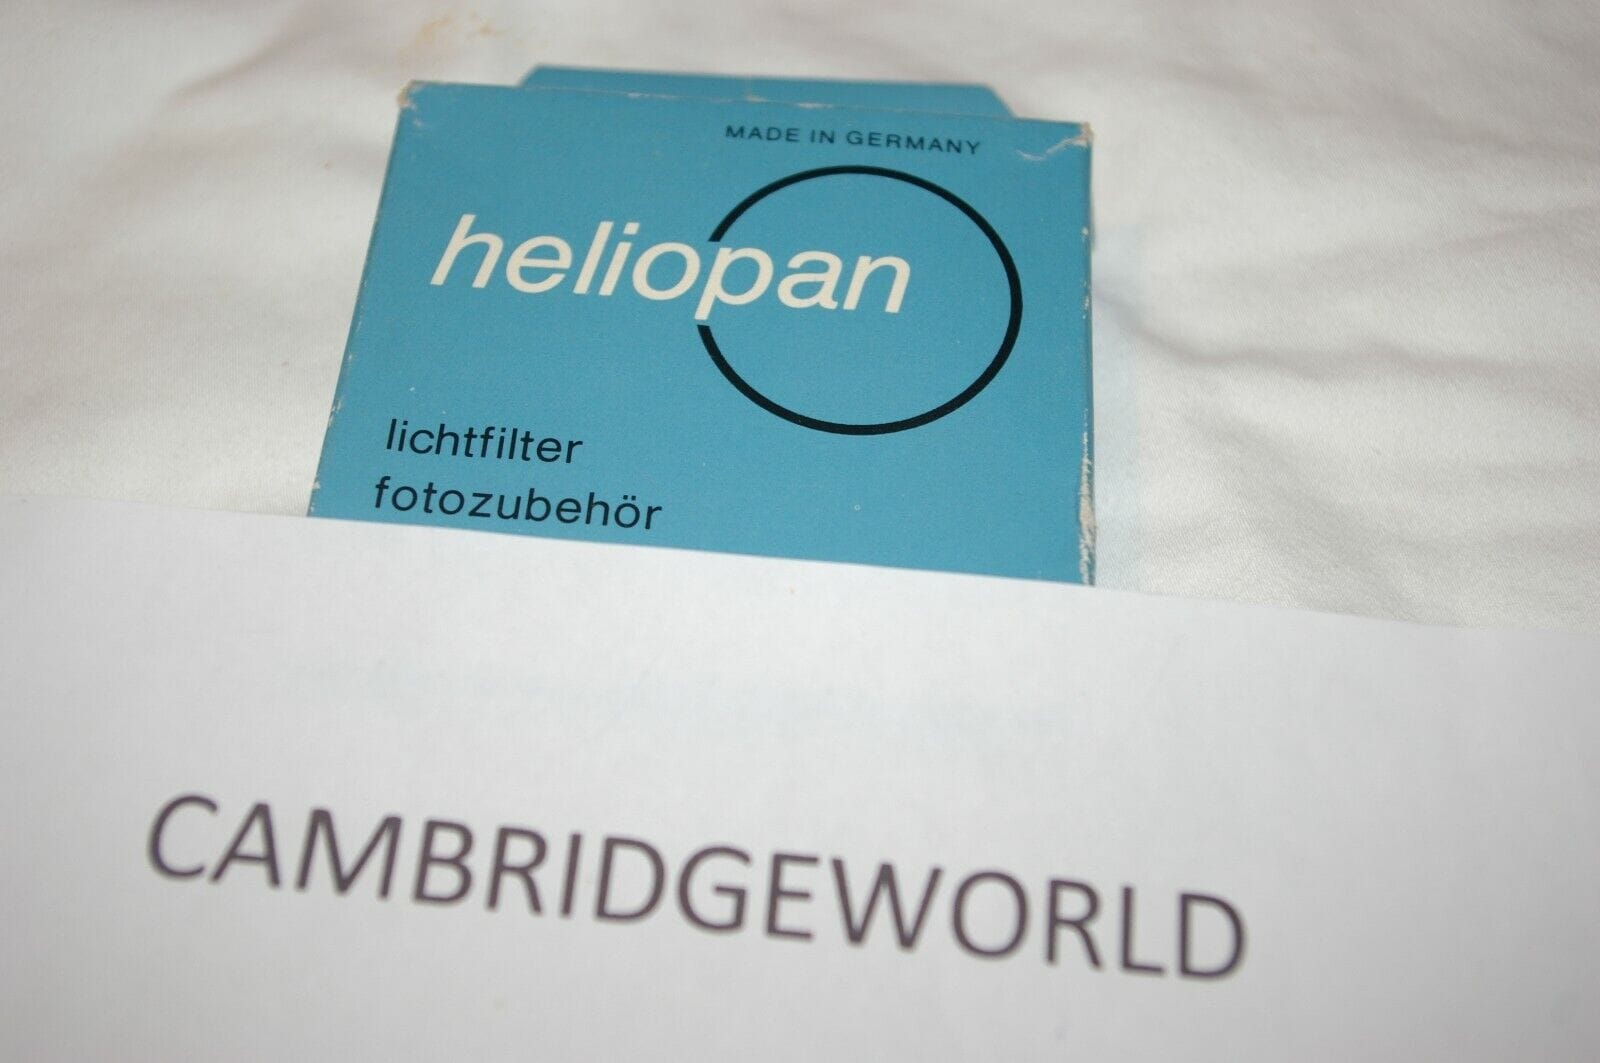 MADE IN GERMANY
heliopan
lichtfilter
fotozubehör
CAMBRIDGEWORLD